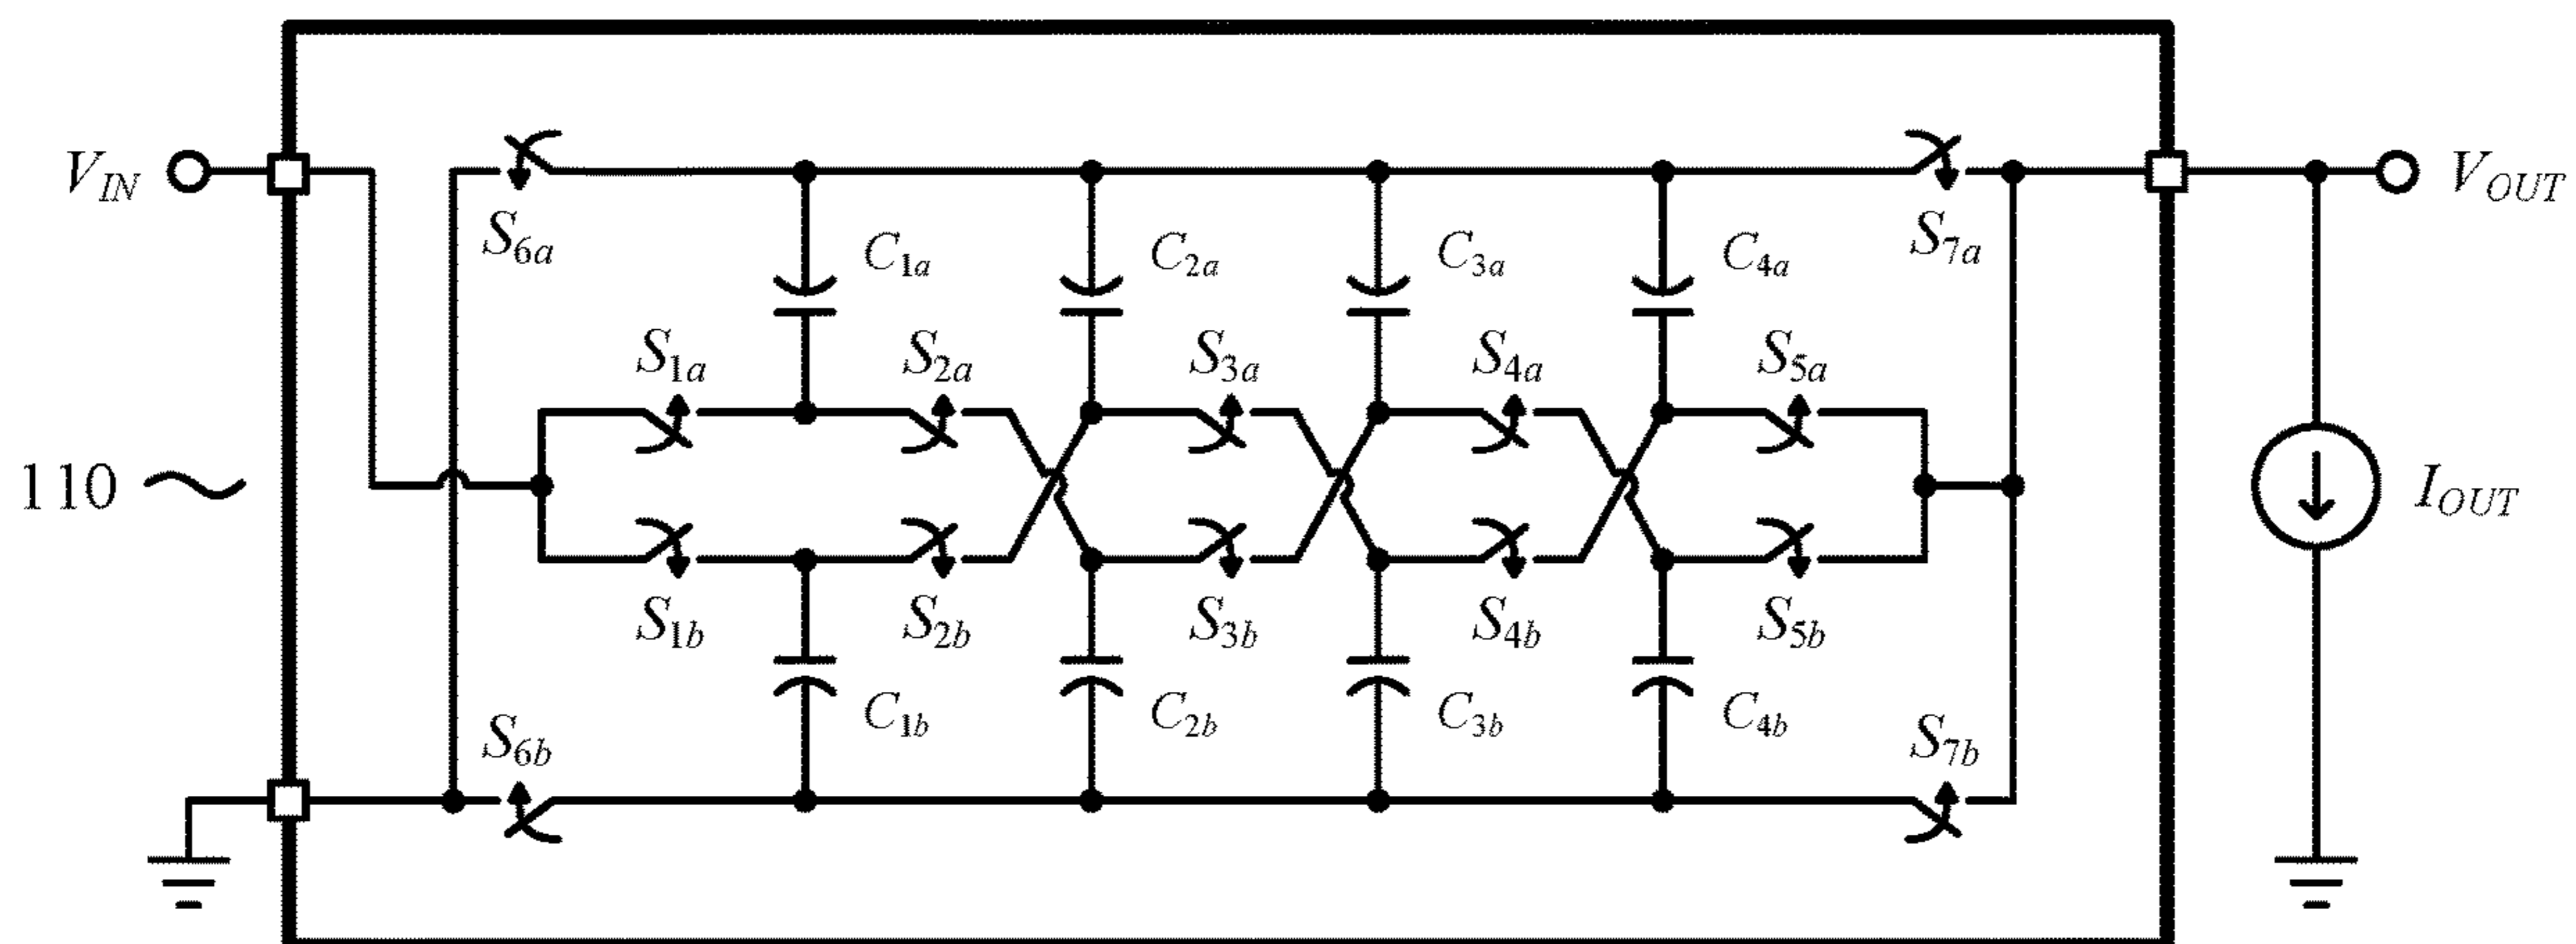 V_IN
S_6a
C_1a
C_2a
C_3a
C_4a
S_7a
V_OUT
S_1a
S_2a
S_3a
S_4a
S_5a
110
I_OUT
S_1b
S_2b
S_3b
S_4b
S_5b
S_6b
C_1b
C_2b
C_3b
C_4b
S_7b